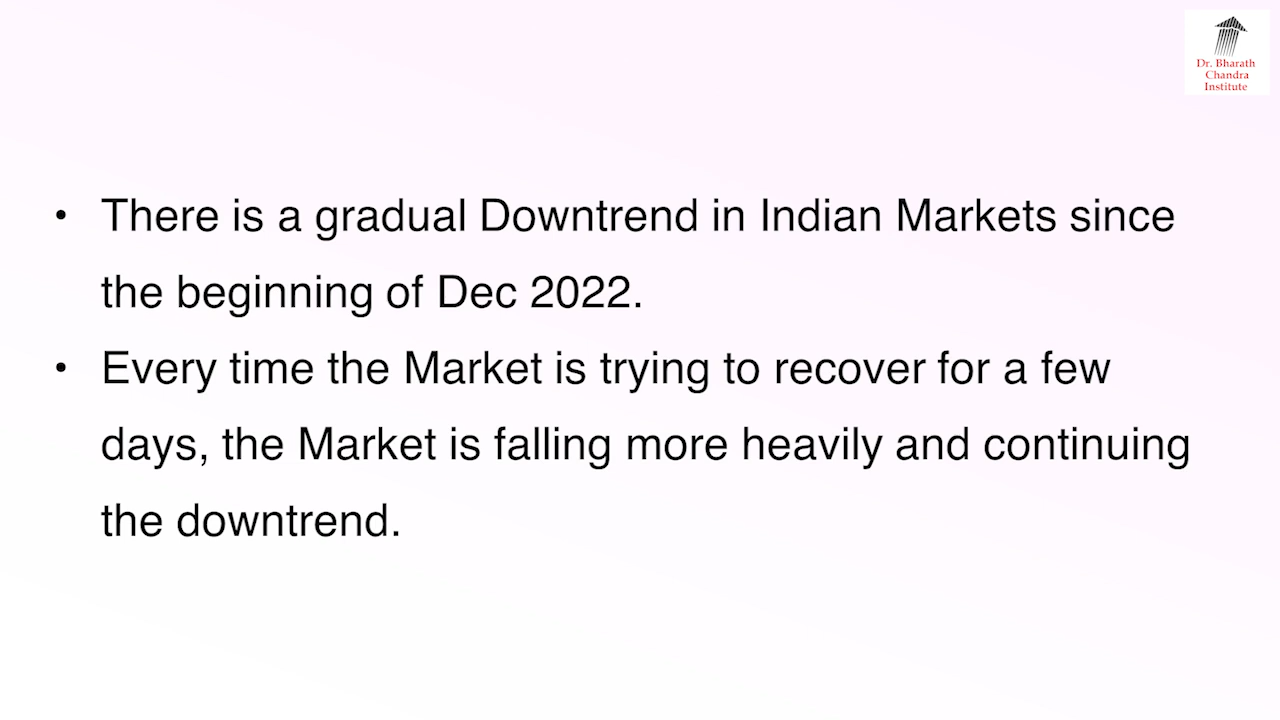 Dr. Bharath
Chandra
Institute
• There is a gradual Downtrend in Indian Markets since
the beginning of Dec 2022.
• Every time the Market is trying to recover for a few
days, the Market is falling more heavily and continuing
the downtrend.